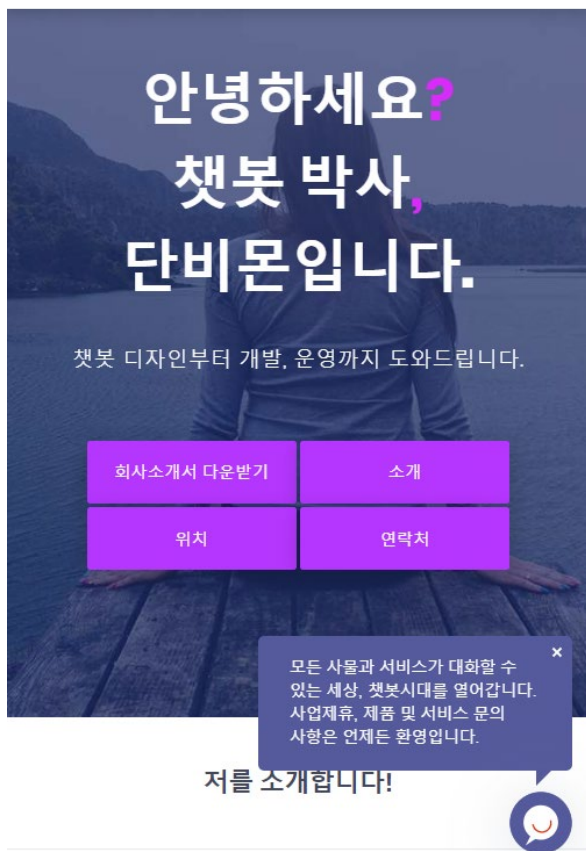 안녕하세요?
챗봇 박사,
단비몬입니다.
챗봇 디자인부터 개발, 운영까지 도와드립니다.
회사소개서 다운받기
소개
위치
연락처
×
모든 사물과 서비스가 대화할 수
있는 세상, 챗봇시대를 열어갑니다.
사업제휴, 제품 및 서비스 문의
사항은 언제든 환영입니다.
저를 소개합니다!